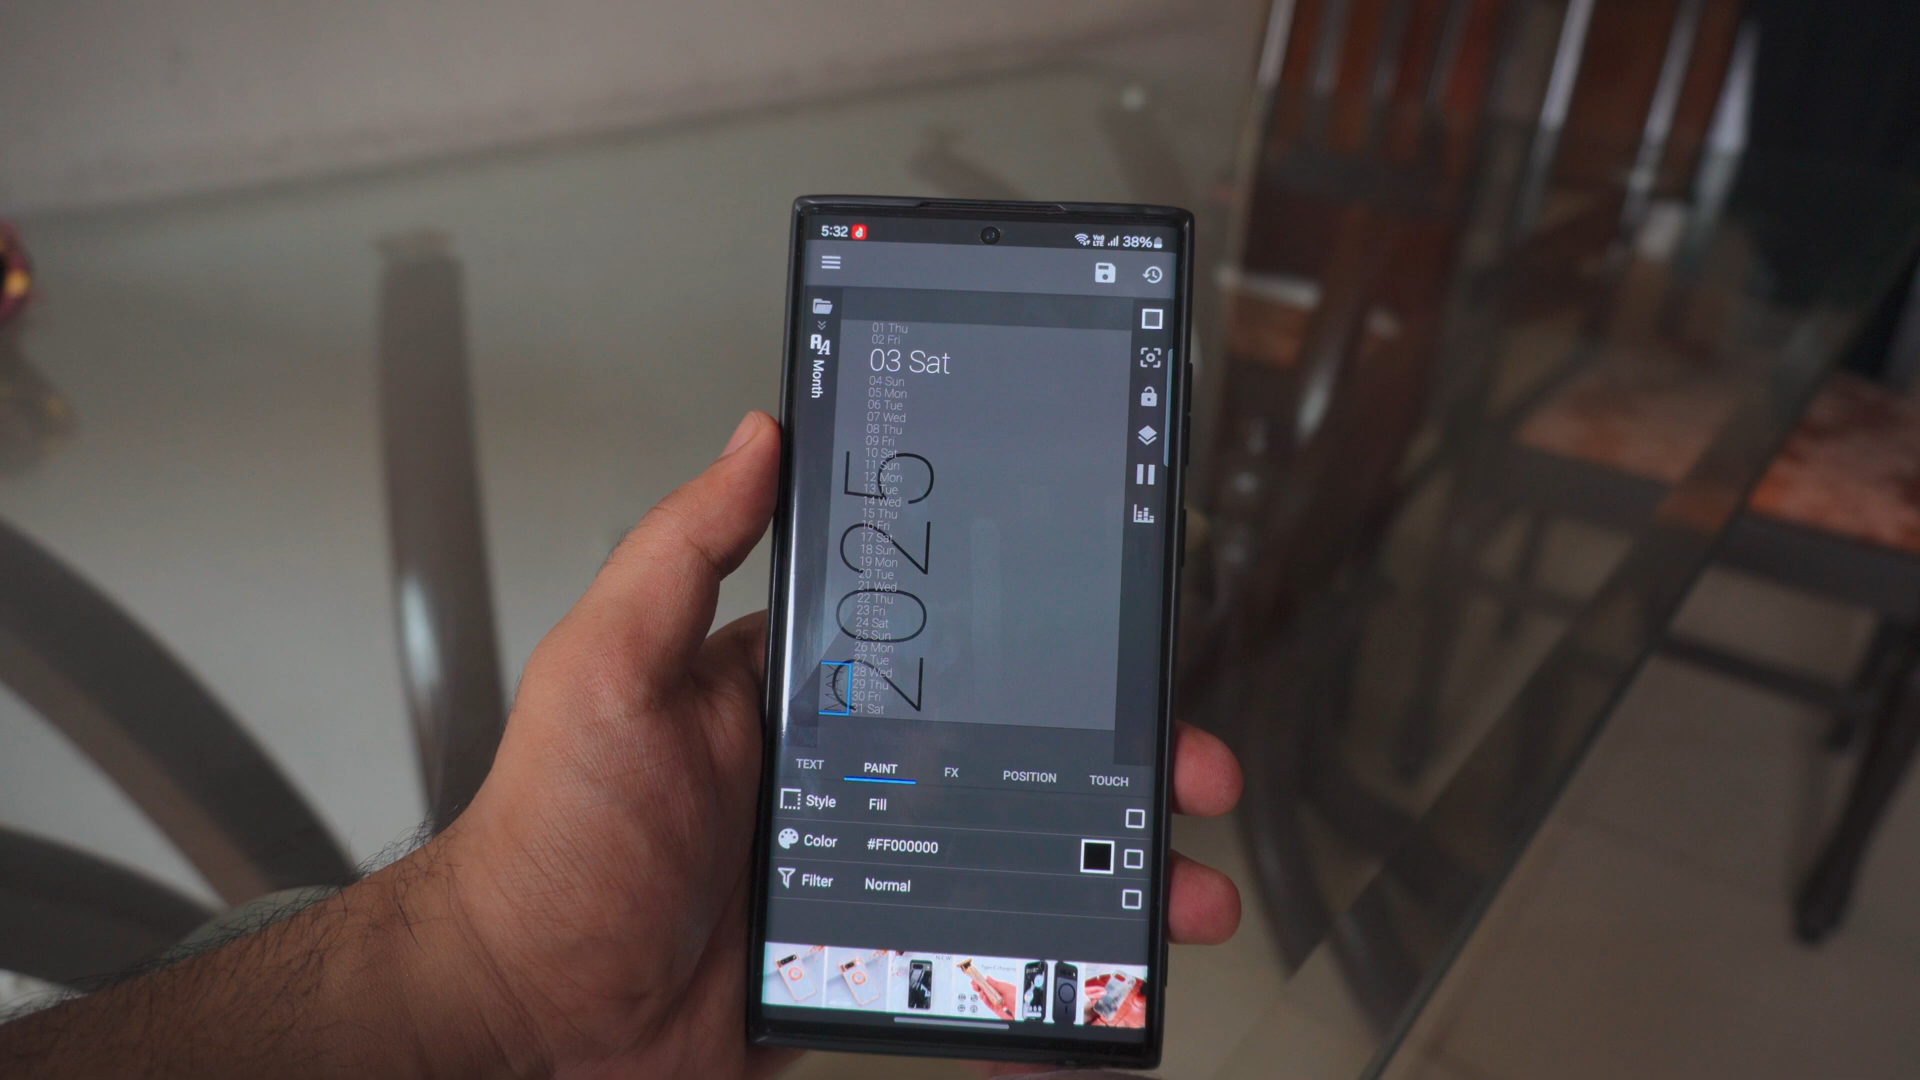 5:32
Vo)) LTE 38%
Month
01 Thu
02 Fri
03 Sat
04 Sun
05 Mon
06 Tue
07 Wed
08 Thu
09 Fri
10 Sat
11 Sun
12 Mon
13 Tue
14 Wed
15 Thu
16 Fri
17 Sat
18 Sun
19 Mon
20 Tue
21 Wed
22 Thu
23 Fri
24 Sat
25 Sun
26 Mon
27 Tue
28 Wed
29 Thu
30 Fri
31 Sat
2025
MAY
TEXT PAINT FX POSITION TOUCH
Style Fill
Color #FF000000
Filter Normal